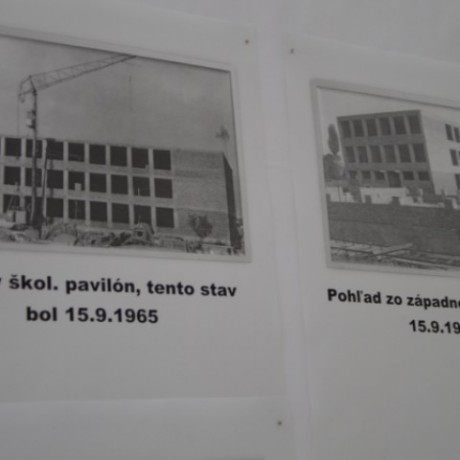 škol. pavilón, tento stav
bol 15.9.1965
Pohľad zo západne
15.9.19